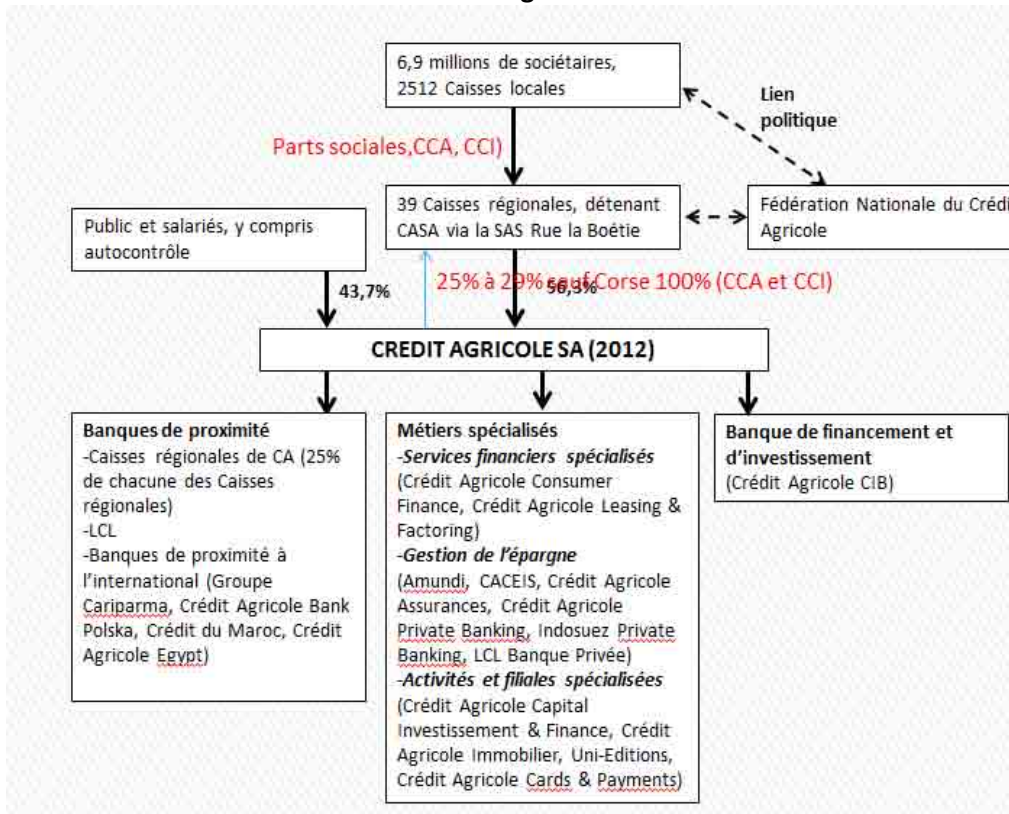 g
6,9 millions de sociétaires,
2512 Caisses locales
Lien
politique
Parts sociales,CCA, CCI)
39 Caisses régionales, détenant
CASA via la SAS Rue la Boëtie
Fédération Nationale du Crédi
Agricole
Public et salariés, y compris
autocontrôle
25% à 29% sauf Corse 100% (CCA et CCI)
43,7%
56,3%
CREDIT AGRICOLE SA (2012)
Banques de proximité
-Caisses régionales de CA (25%
de chacune des Caisses
régionales)
-LCL
-Banques de proximité à
l'international (Groupe
Cariparma, Crédit Agricole Bank
Polska, Crédit du Maroc, Crédit
Agricole Egypt)
Métiers spécialisés
-Services financiers spécialisés
(Crédit Agricole Consumer
Finance, Crédit Agricole Leasing &
Factoring)
-Gestion de l'épargne
(Amundi, CACEIS, Crédit Agricole
Assurances, Crédit Agricole
Private Banking, Indosuez Private
Banking, LCL Banque Privée)
-Activités et filiales spécialisées
(Crédit Agricole Capital
Investissement & Finance, Crédit
Agricole Immobilier, Uni-Editions,
Crédit Agricole Cards & Payments)
Banque de financement et
d'investissement
(Crédit Agricole CIB)